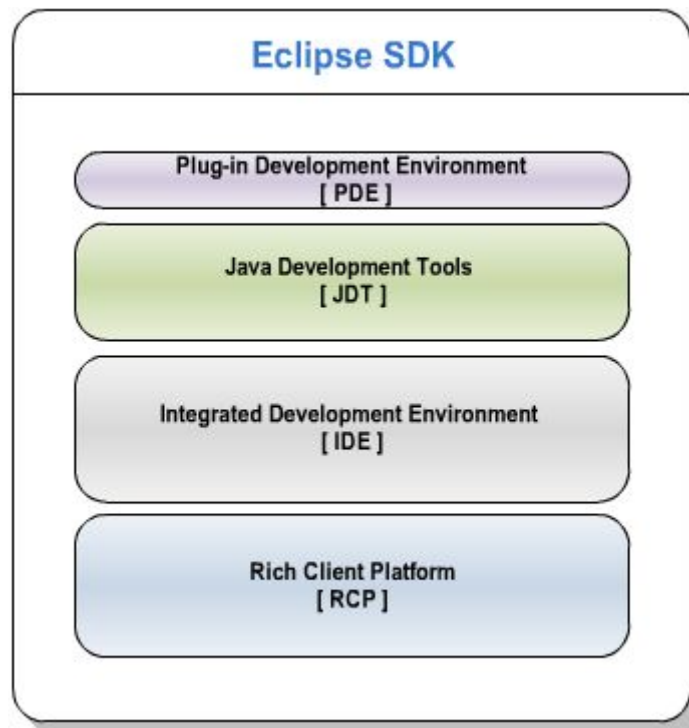 Eclipse SDK
Plug-in Development Environment
[ PDE ]
Java Development Tools
[ JDT ]
Integrated Development Environment
[ IDE ]
Rich Client Platform
[ RCP ]